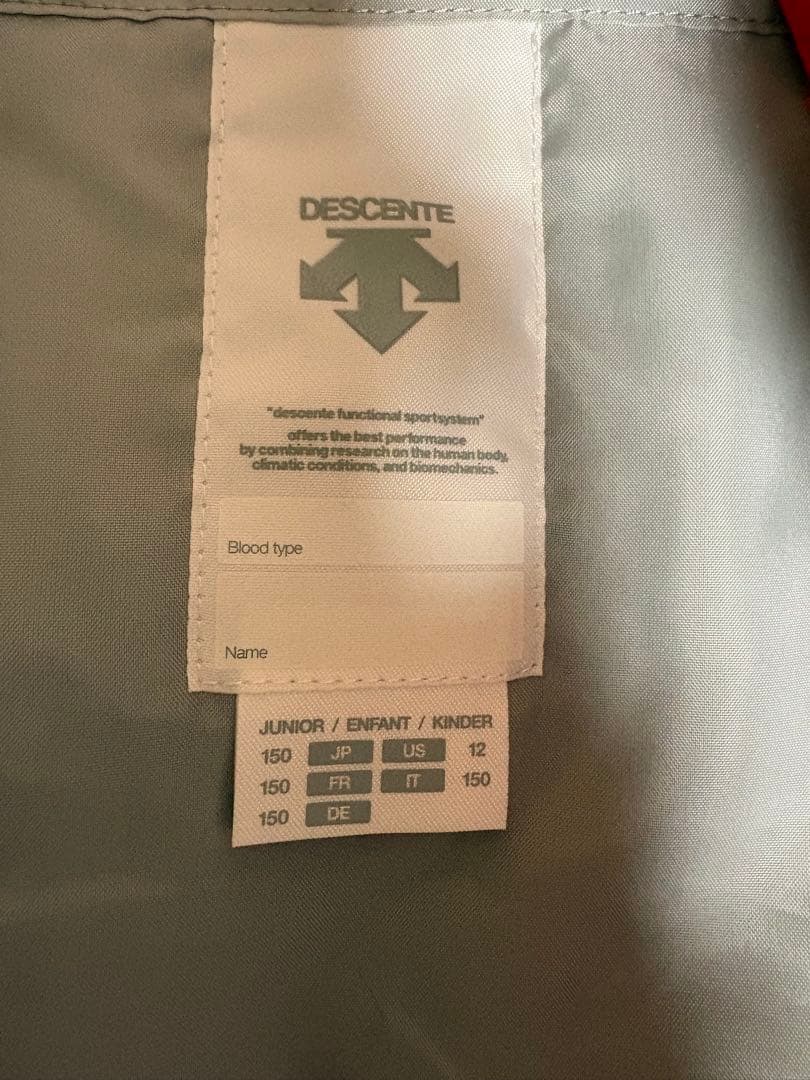 DESCENTE
"descente functional sportsystem"
offers the best performance
by combining research on the human body,
climatic conditions, and biomechanics.
Blood type
Name
JUNIOR / ENFANT / KINDER
150 JP US 12
150 FR IT 150
150 DE